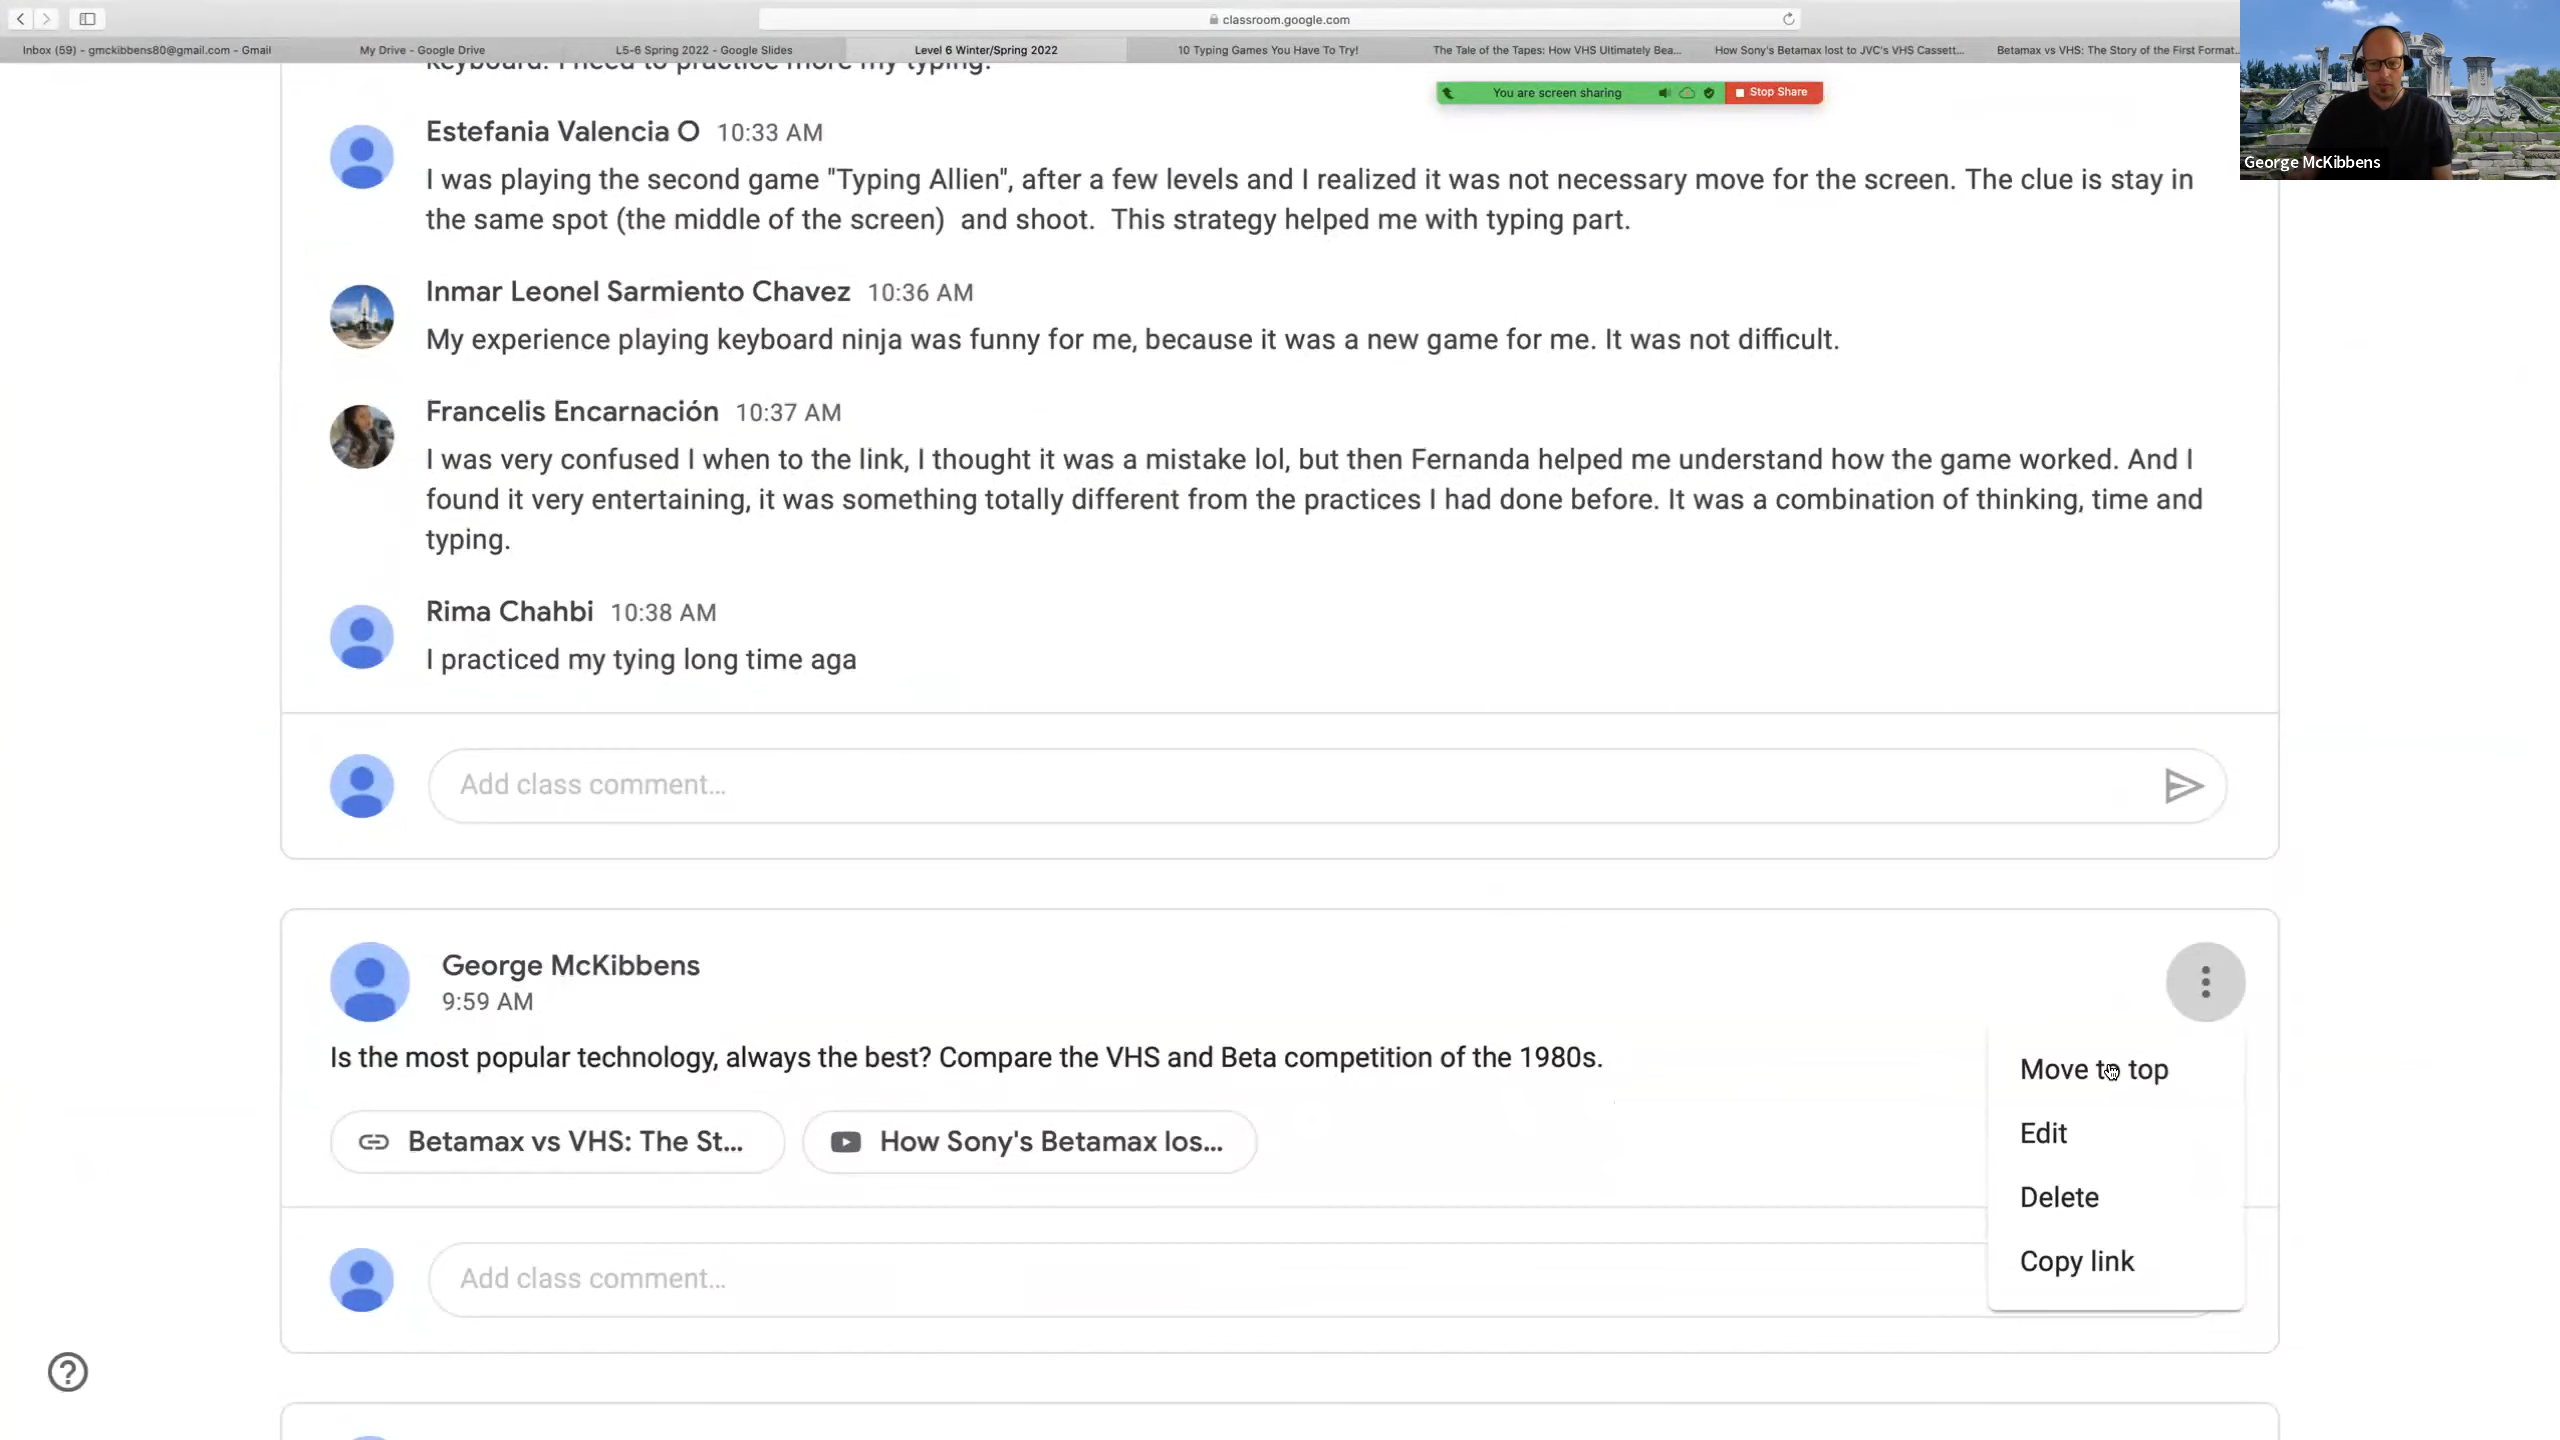 classroom.google.com
Inbox (59) - gmckibbens80@gmail.com - Gmail
My Drive - Google Drive
L5-6 Spring 2022 - Google Slides
Level 6 Winter/Spring 2022
10 Typing Games You Have To Try!
The Tale of the Tapes: How VHS Ultimately Bea...
How Sony's Betamax lost to JVC's VHS Cassett...
Betamax vs VHS: The Story of the First Format...
keyboard. I need to practice more my typing.
You are screen sharing
Stop Share
George McKibbens
Estefania Valencia O 10:33 AM
I was playing the second game "Typing Allien", after a few levels and I realized it was not necessary move for the screen. The clue is stay in
the same spot (the middle of the screen)  and shoot.  This strategy helped me with typing part.
Inmar Leonel Sarmiento Chavez 10:36 AM
My experience playing keyboard ninja was funny for me, because it was a new game for me. It was not difficult.
Francelis Encarnación 10:37 AM
I was very confused I when to the link, I thought it was a mistake lol, but then Fernanda helped me understand how the game worked. And I
found it very entertaining, it was something totally different from the practices I had done before. It was a combination of thinking, time and
typing.
Rima Chahbi 10:38 AM
I practiced my tying long time aga
Add class comment...
George McKibbens
9:59 AM
Is the most popular technology, always the best? Compare the VHS and Beta competition of the 1980s.
Betamax vs VHS: The St...
How Sony's Betamax los...
Move to top
Edit
Delete
Copy link
Add class comment...